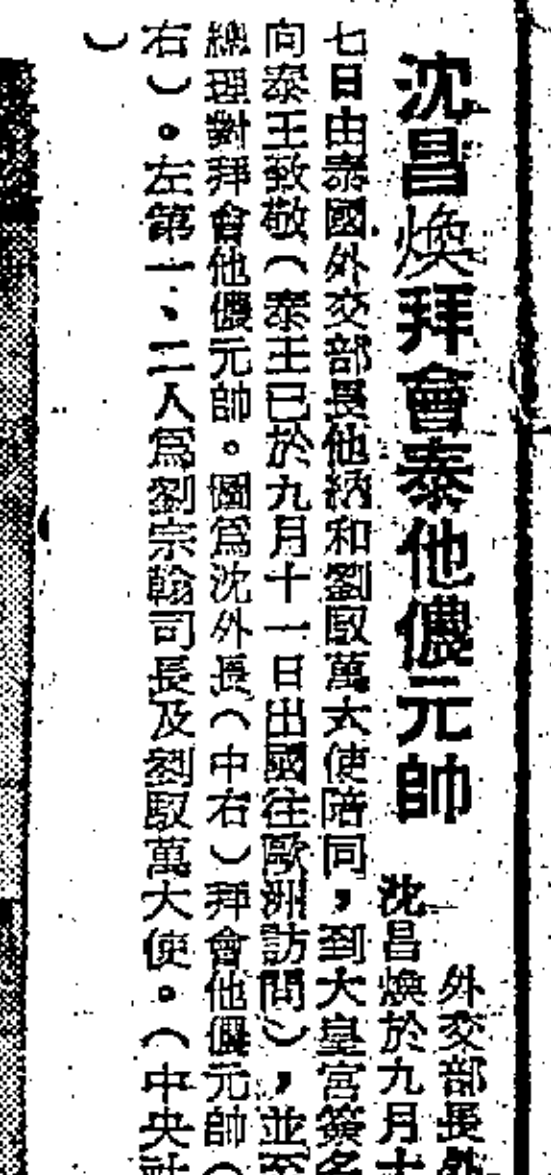 沈昌煥拜會泰他儂元帥
外交部長
沈昌煥於九月十
七日由泰國外交部長他納和劉馭萬大使陪同，到大皇宮簽名
向泰王致敬（泰王已於九月十一日出國往歐洲訪問），並至
總理對拜會他儂元帥。圖為沈外長（中右）拜會他儂元帥（
右）。左第一、二人為劉宗翰司長及劉馭萬大使。（中央社
）